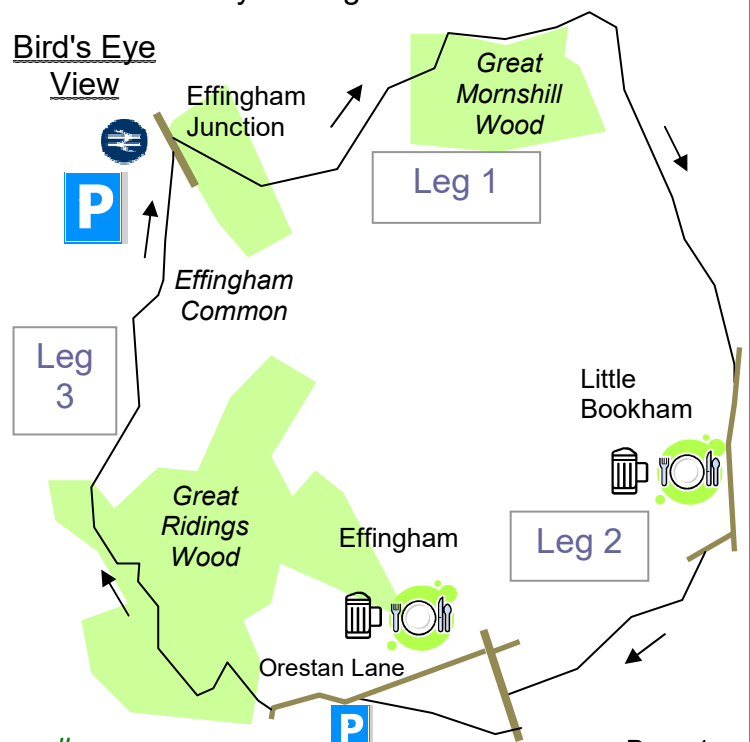 Bird's Eye
View
Effingham
Junction
Great
Mornshill
Wood
P
Leg 1
Effingham
Common
Leg
3
Little
Bookham
Great
Ridings
Wood
Effingham
Leg 2
Orestan Lane
P